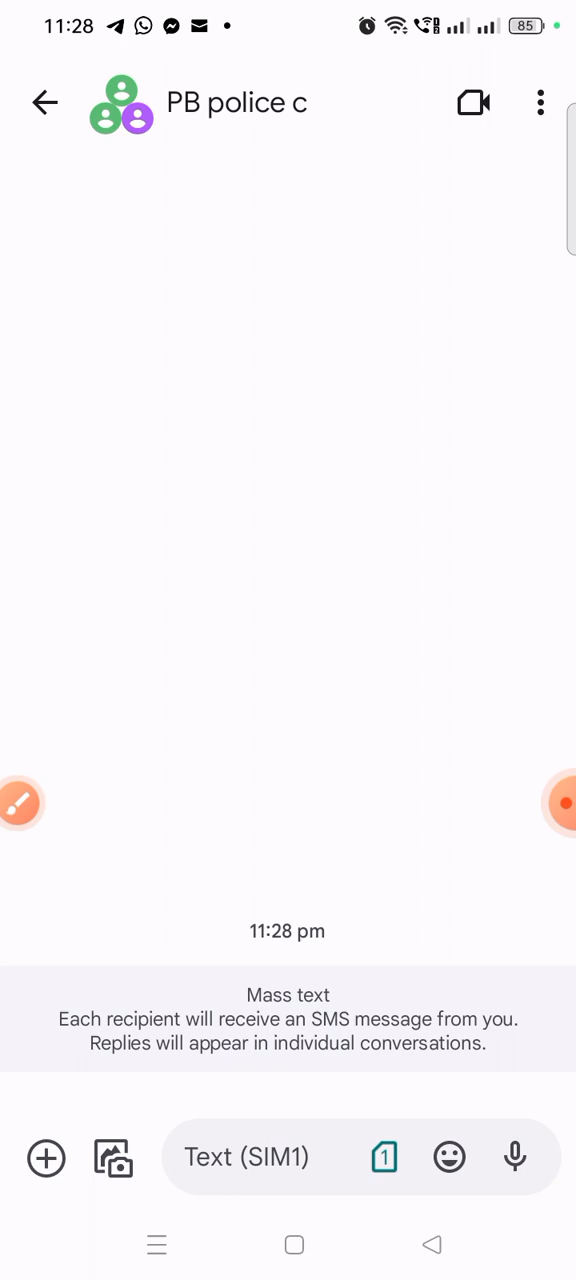 11:28
85
PB police c
11:28 pm
Mass text
Each recipient will receive an SMS message from you.
Replies will appear in individual conversations.
Text (SIM1)
1